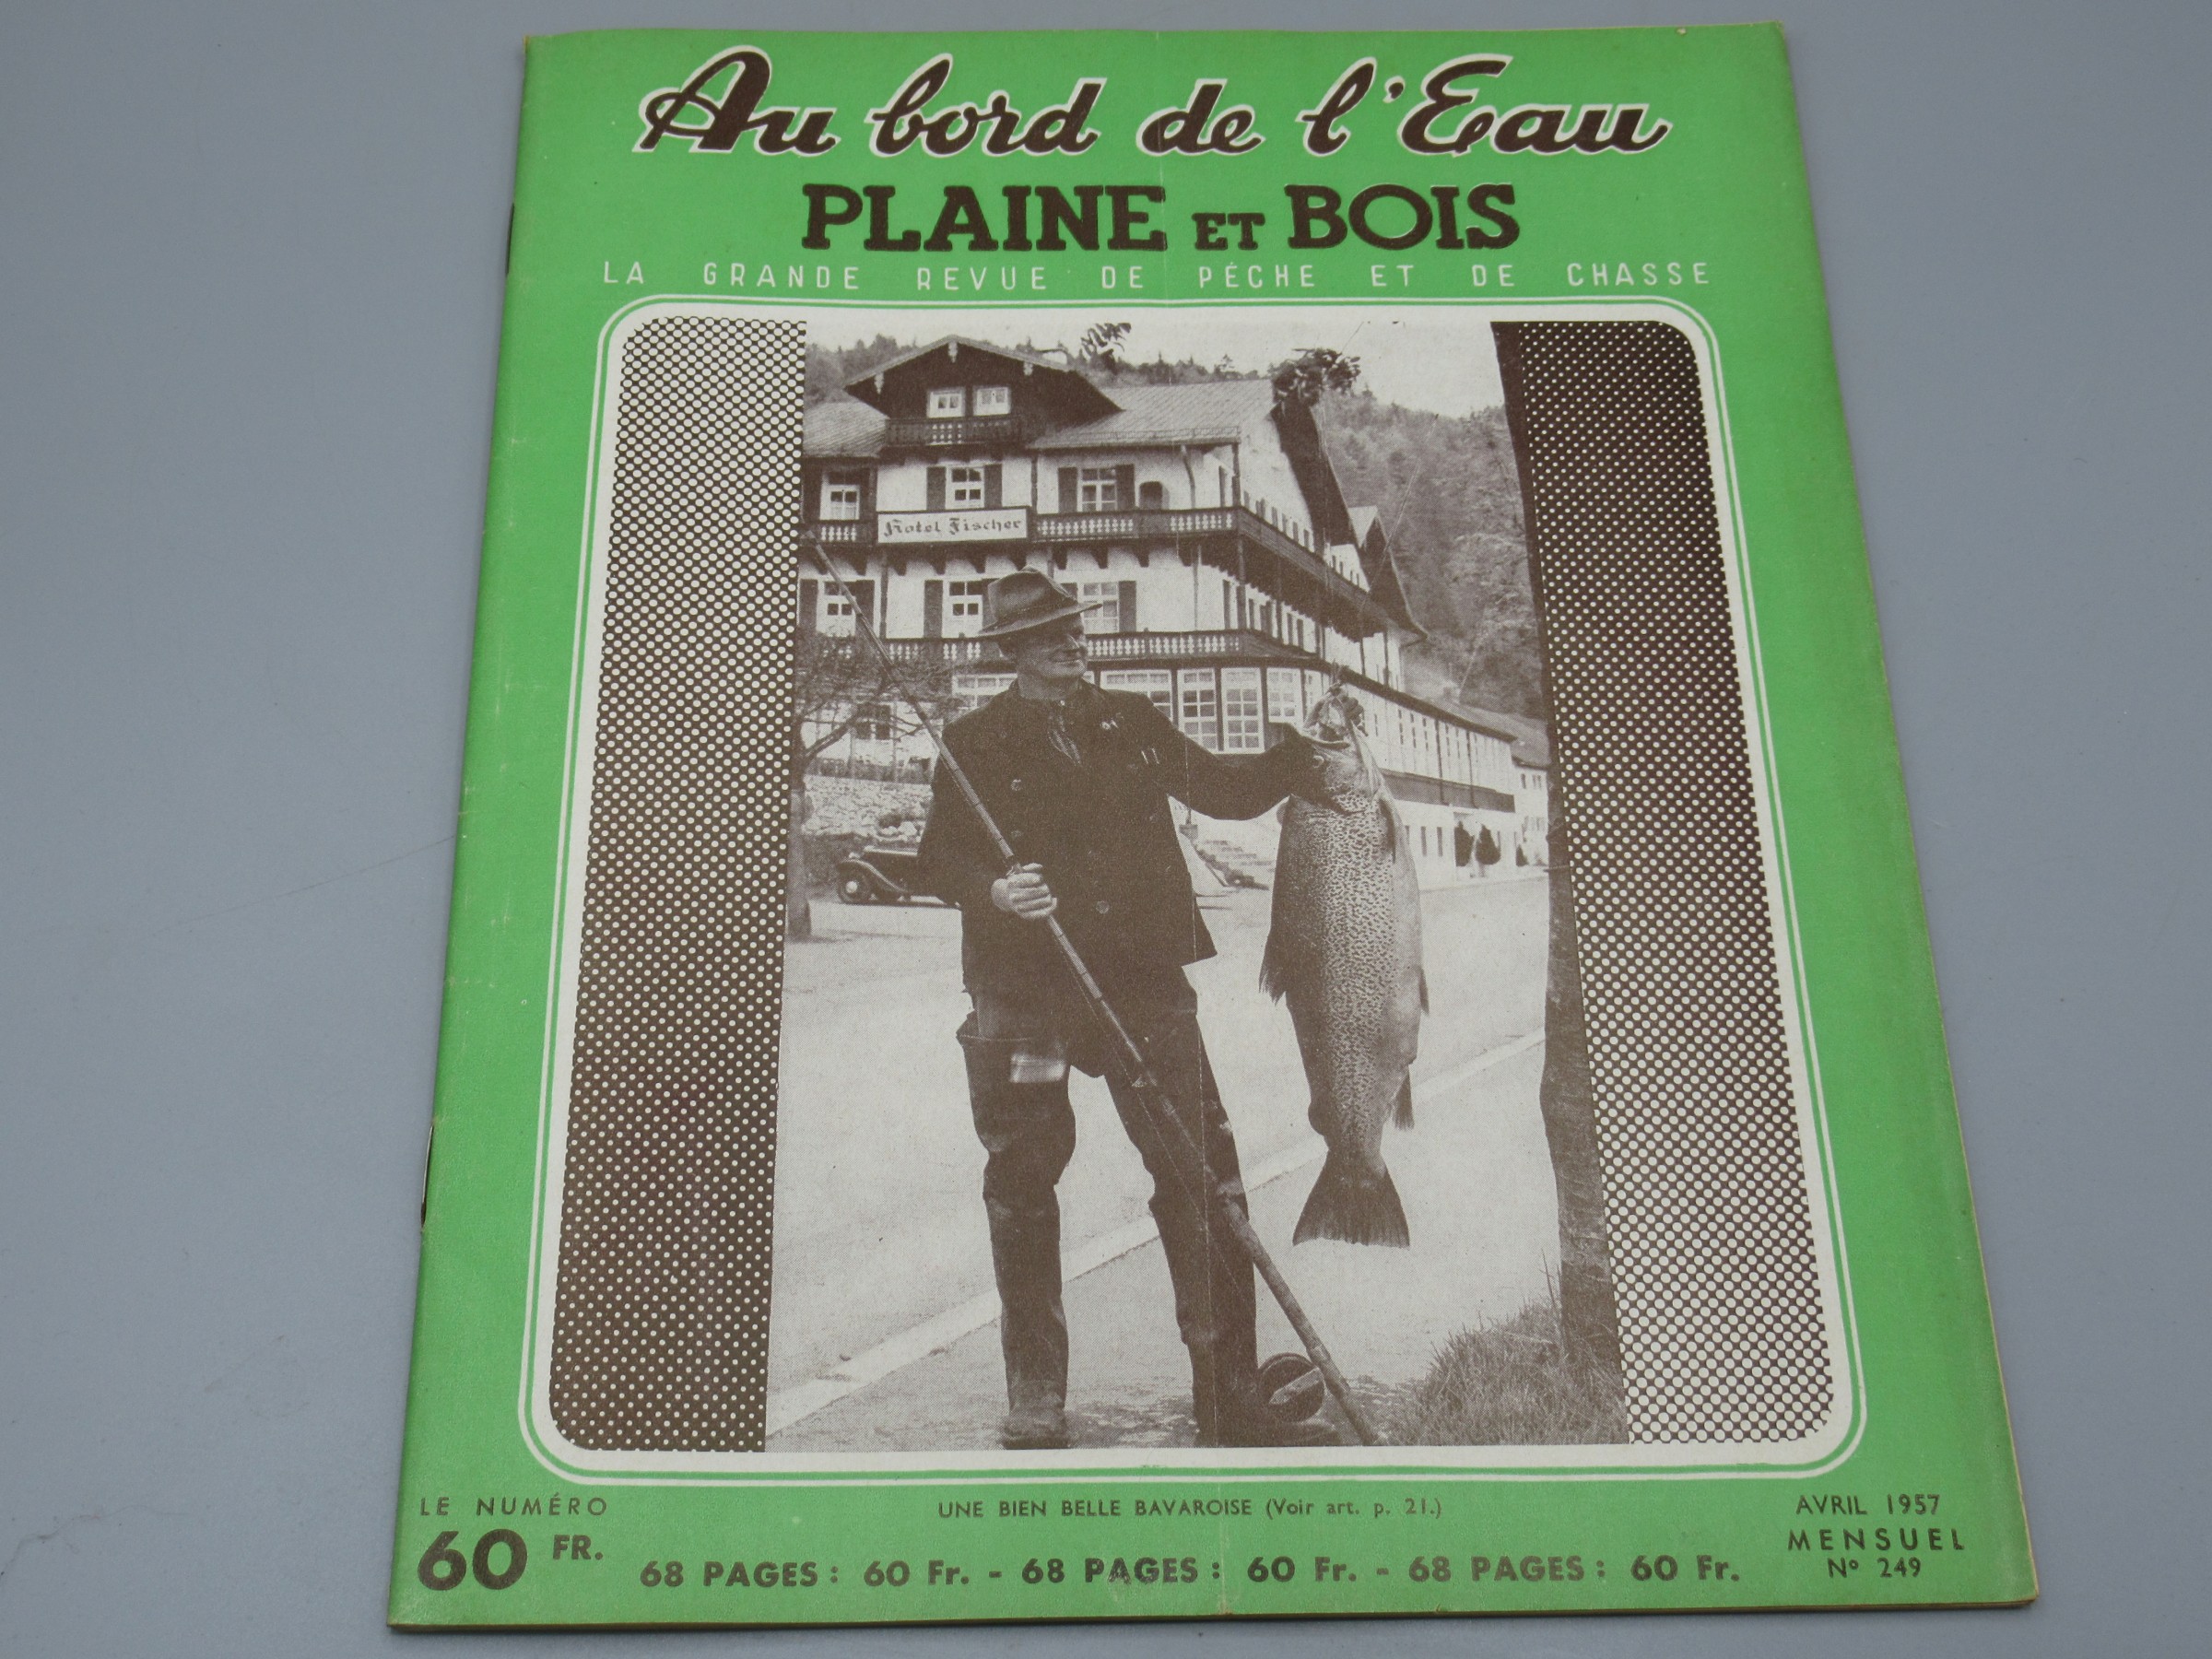 Au bord de l'Eau
PLAINE ET BOIS
LA GRANDE REVUE DE PÊCHE ET DE CHASSE
Hotel Fischer
LE NUMÉRO
60 FR.
UNE BIEN BELLE BAVAROISE (Voir art. p. 21.)
68 PAGES : 60 Fr. - 68 PAGES : 60 Fr. - 68 PAGES : 60 Fr.
AVRIL 1957
MENSUEL
Nº 249